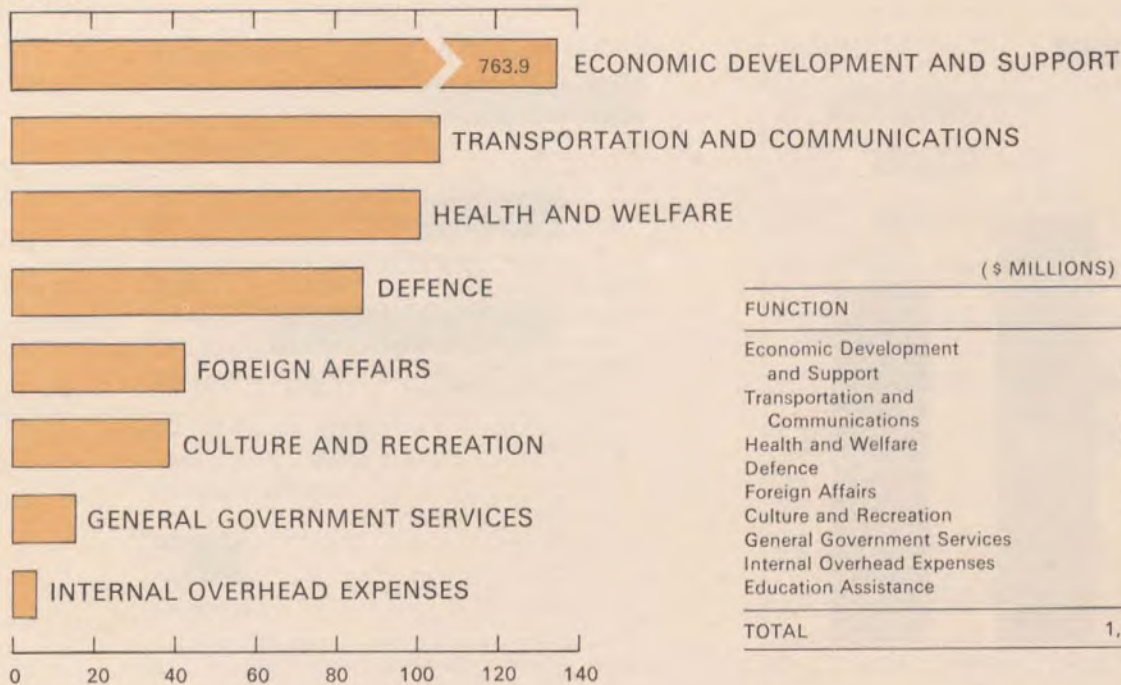 763.9
ECONOMIC DEVELOPMENT AND SUPPORT
TRANSPORTATION AND COMMUNICATIONS
HEALTH AND WELFARE
DEFENCE
FOREIGN AFFAIRS
CULTURE AND RECREATION
GENERAL GOVERNMENT SERVICES
INTERNAL OVERHEAD EXPENSES
0 20 40 60 80 100 120 140
($ MILLIONS)
FUNCTION
Economic Development
and Support
Transportation and
Communications
Health and Welfare
Defence
Foreign Affairs
Culture and Recreation
General Government Services
Internal Overhead Expenses
Education Assistance
TOTAL 1,